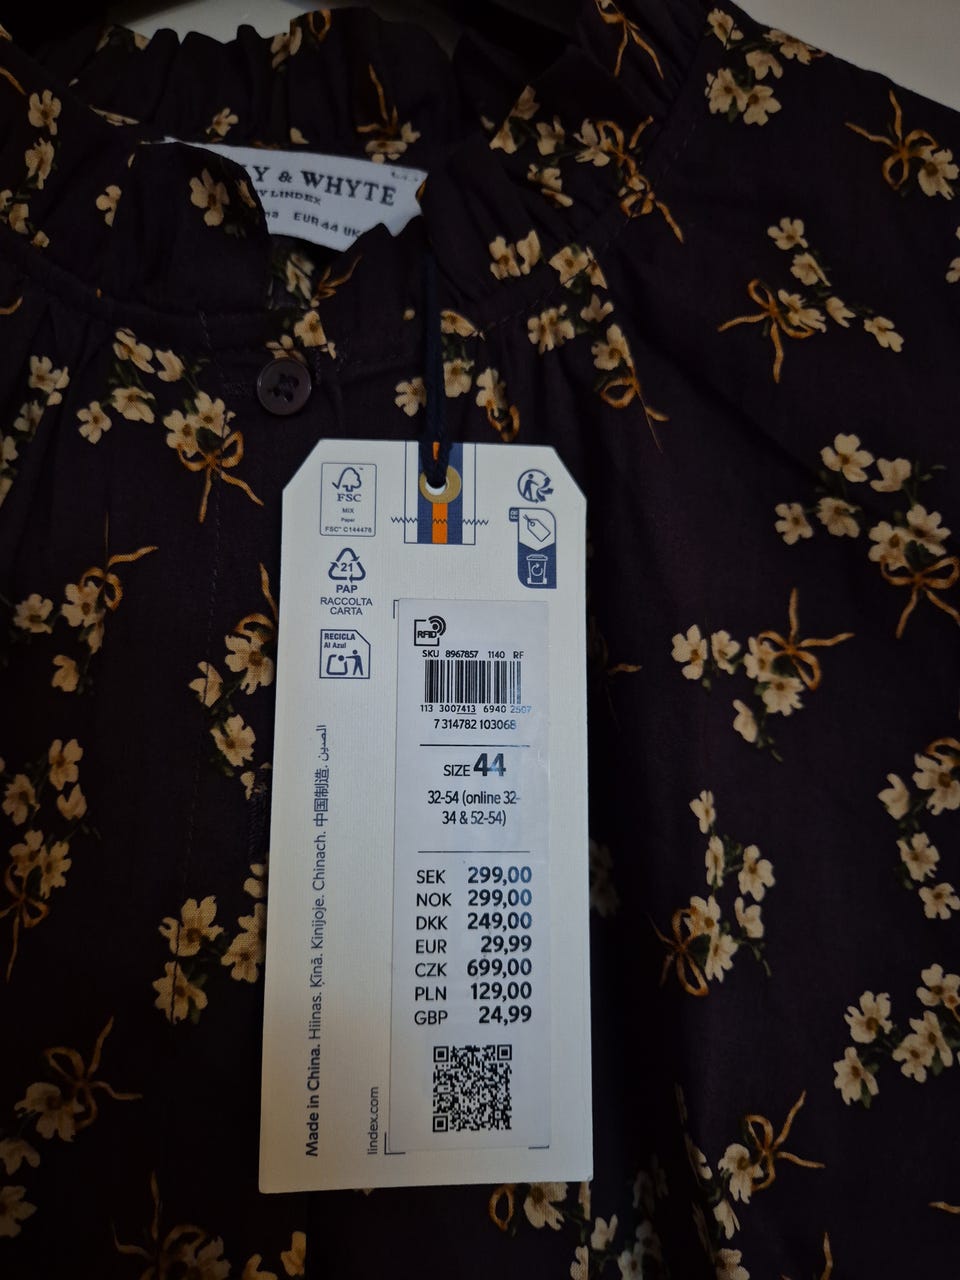 Y & WHYTE
LINDEX
EUR 44 UK
FSC
MIX
Paper
FSC® C144476
21
PAP
RACCOLTA
CARTA
RECICLA
Al Azul
FR
RFID
SKU 8967857 1140 RF
113 3007413 6940 2507
7 314782 103068
SIZE 44
32-54 (online 32-
34 & 52-54)
SEK 299,00
NOK 299,00
DKK 249,00
EUR 29,99
CZK 699,00
PLN 129,00
GBP 24,99
Made in China. Hiinas. Ķīnā. Kinijoje. Chinach. 中国制造. الصين
lindex.com